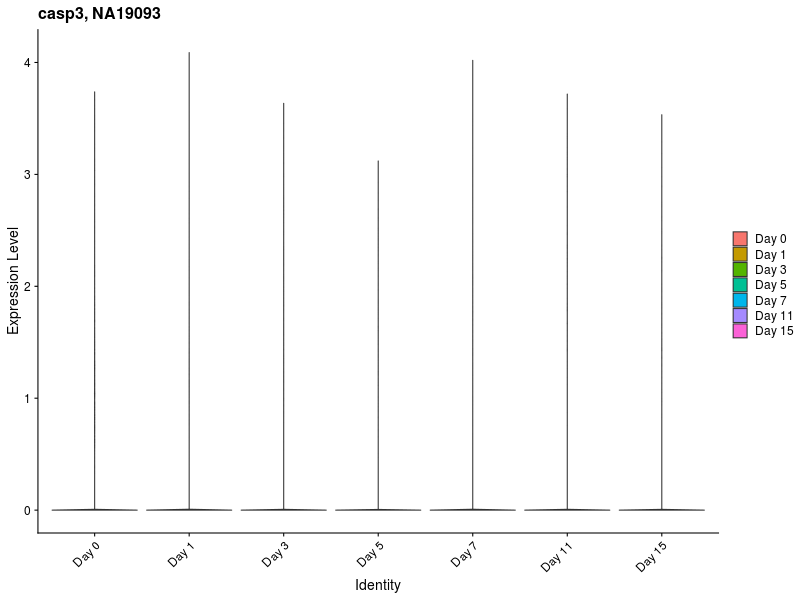 casp3, NA19093
Expression Level
4
3
2
1
0
Day 0
Day 1
Day 3
Day 5
Day 7
Day 11
Day 15
Identity
Day 0
Day 1
Day 3
Day 5
Day 7
Day 11
Day 15